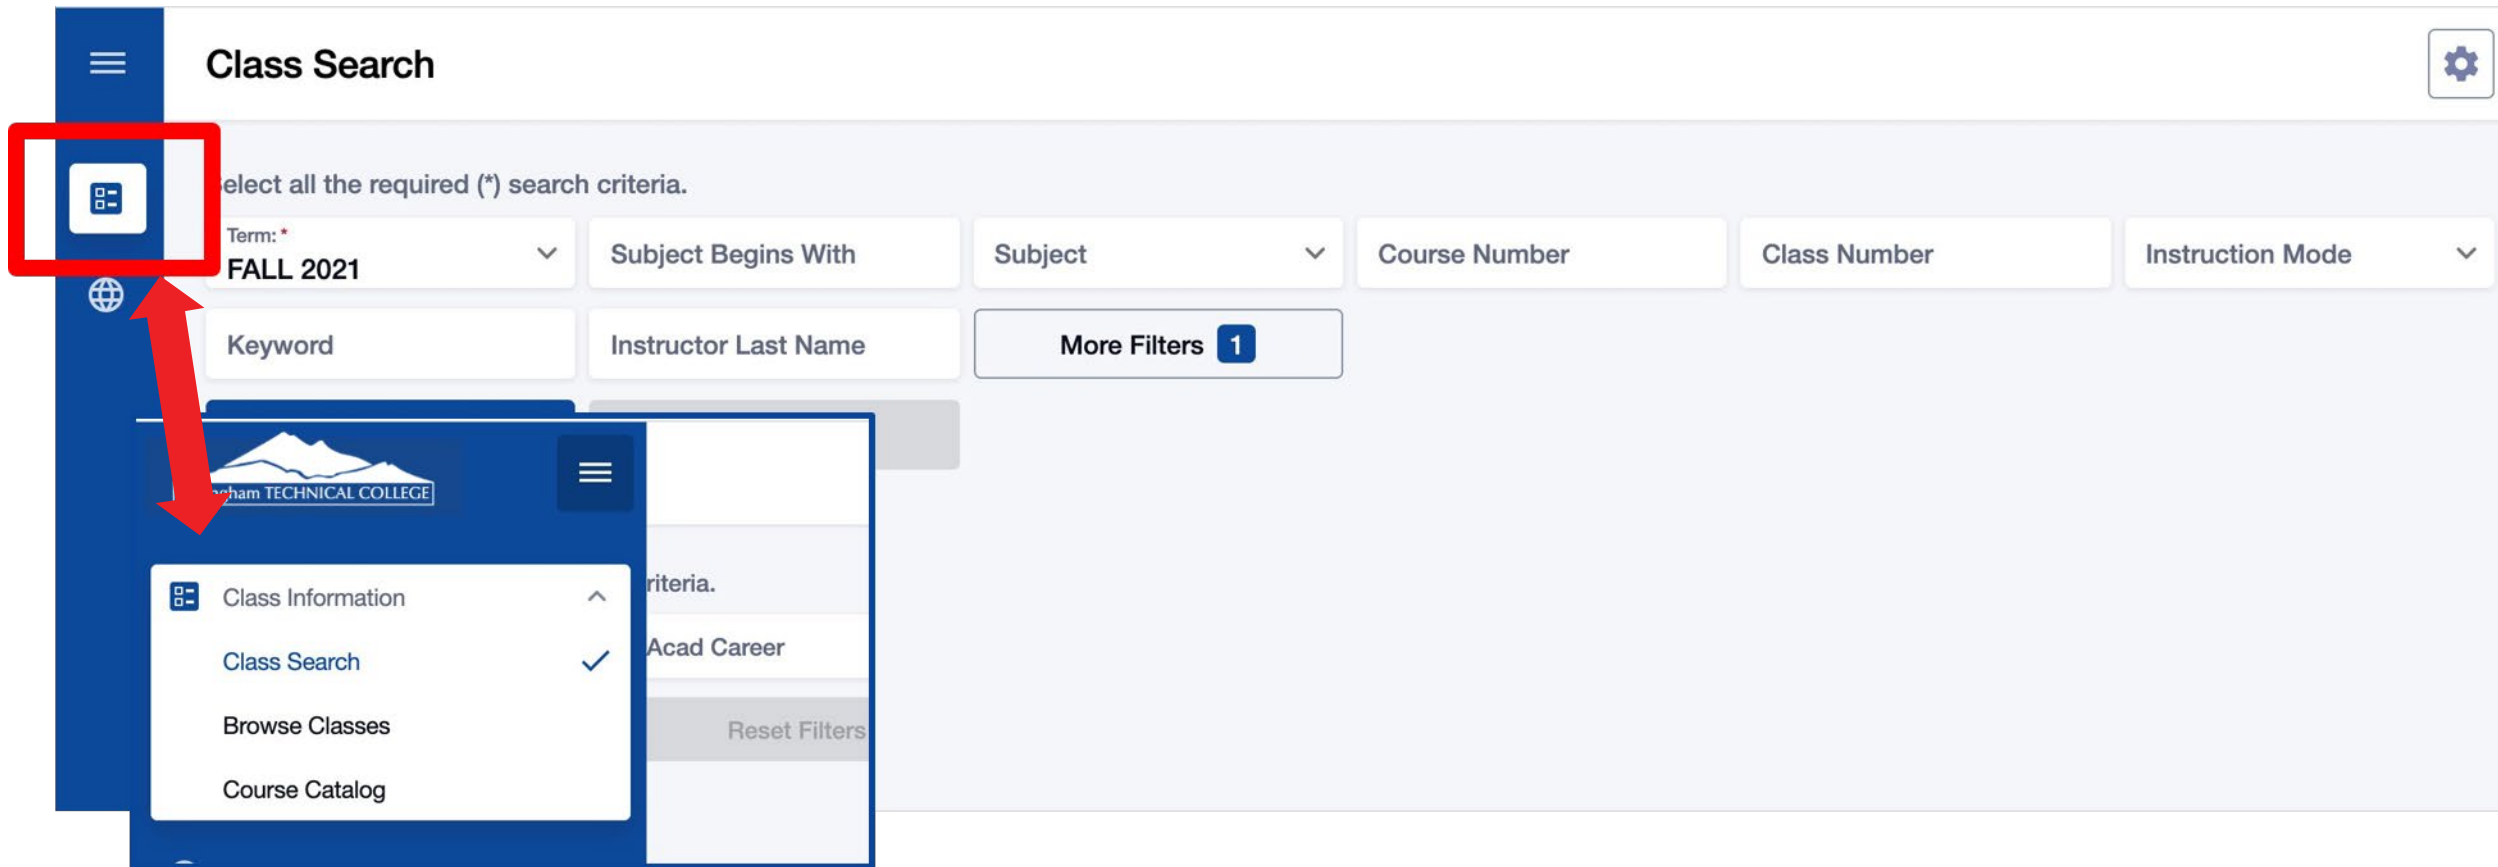 Class Search
elect all the required (*) search criteria.
Term: *
FALL 2021
Subject Begins With
Subject
Course Number
Class Number
Instruction Mode
Keyword
Instructor Last Name
More Filters 1
TECHNICAL COLLEGE
Class Information
Class Search
Browse Classes
Course Catalog
riteria.
Acad Career
Reset Filters